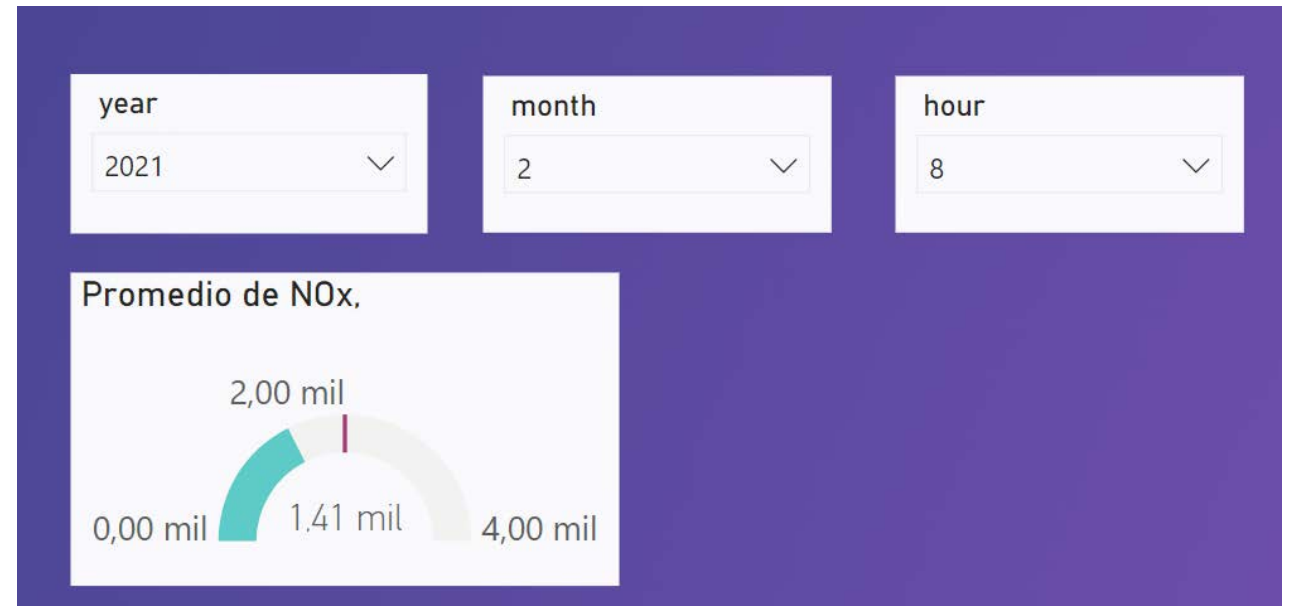 year
2021
month
2
hour
8
Promedio de NOx,
2,00 mil
0,00 mil
1,41 mil
4,00 mil